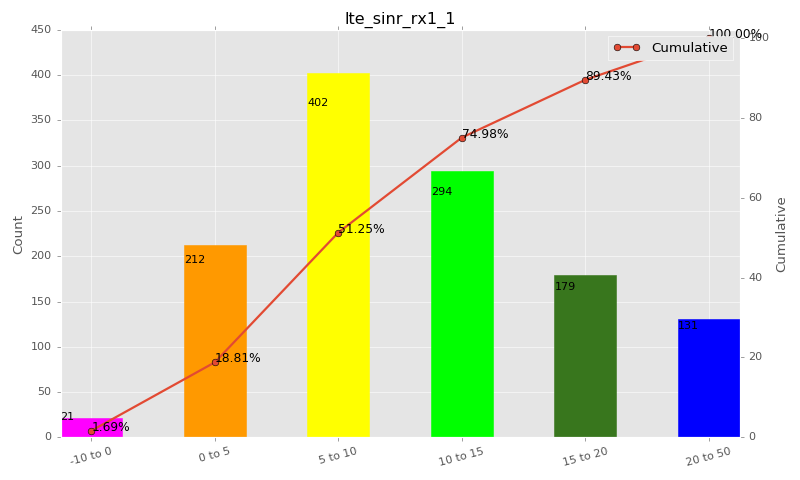 lte_sinr_rx1_1
450
400
350
300
250
200
150
100
50
0
Count
100
80
60
40
20
0
Cumulative
Cumulative
21
212
402
294
179
131
1.69%
18.81%
51.25%
74.98%
89.43%
100.00%
-10 to 0
0 to 5
5 to 10
10 to 15
15 to 20
20 to 50